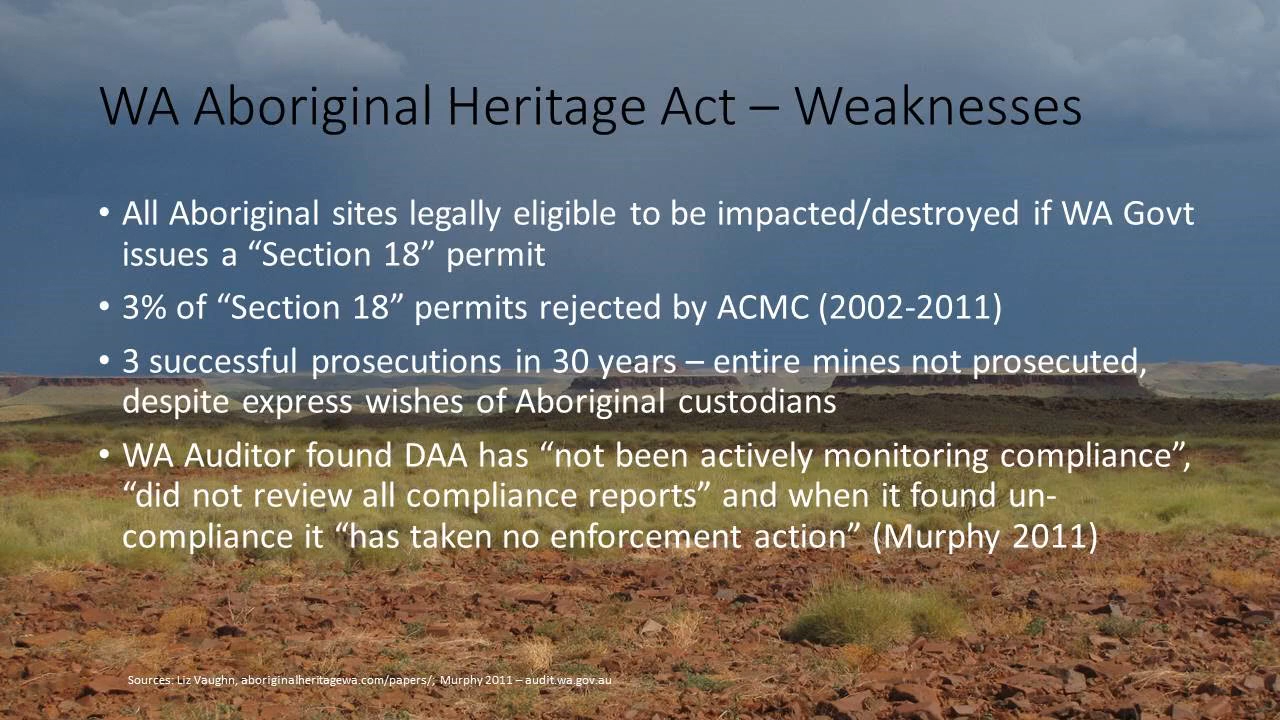 WA Aboriginal Heritage Act – Weaknesses
• All Aboriginal sites legally eligible to be impacted/destroyed if WA Govt
issues a “Section 18” permit
• 3% of “Section 18” permits rejected by ACMC (2002-2011)
• 3 successful prosecutions in 30 years – entire mines not prosecuted,
despite express wishes of Aboriginal custodians
• WA Auditor found DAA has “not been actively monitoring compliance”,
“did not review all compliance reports” and when it found un-
compliance it “has taken no enforcement action” (Murphy 2011)
Sources: Liz Vaughn, aboriginalheritagewa.com/papers/, Murphy 2011 – audit.wa.gov.au